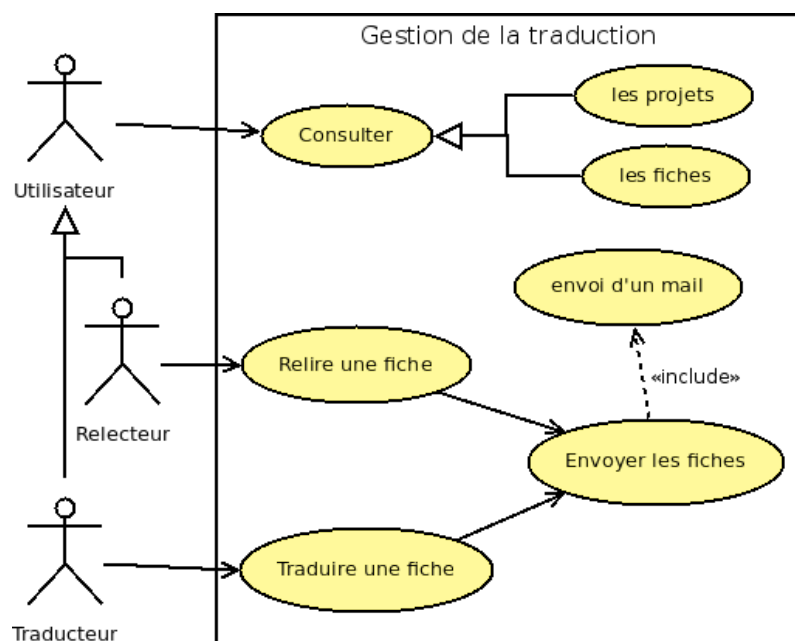 Gestion de la traduction
les projets
Consulter
les fiches
Utilisateur
envoi d'un mail
Relire une fiche
«include»
Relecteur
Envoyer les fiches
Traduire une fiche
Traducteur